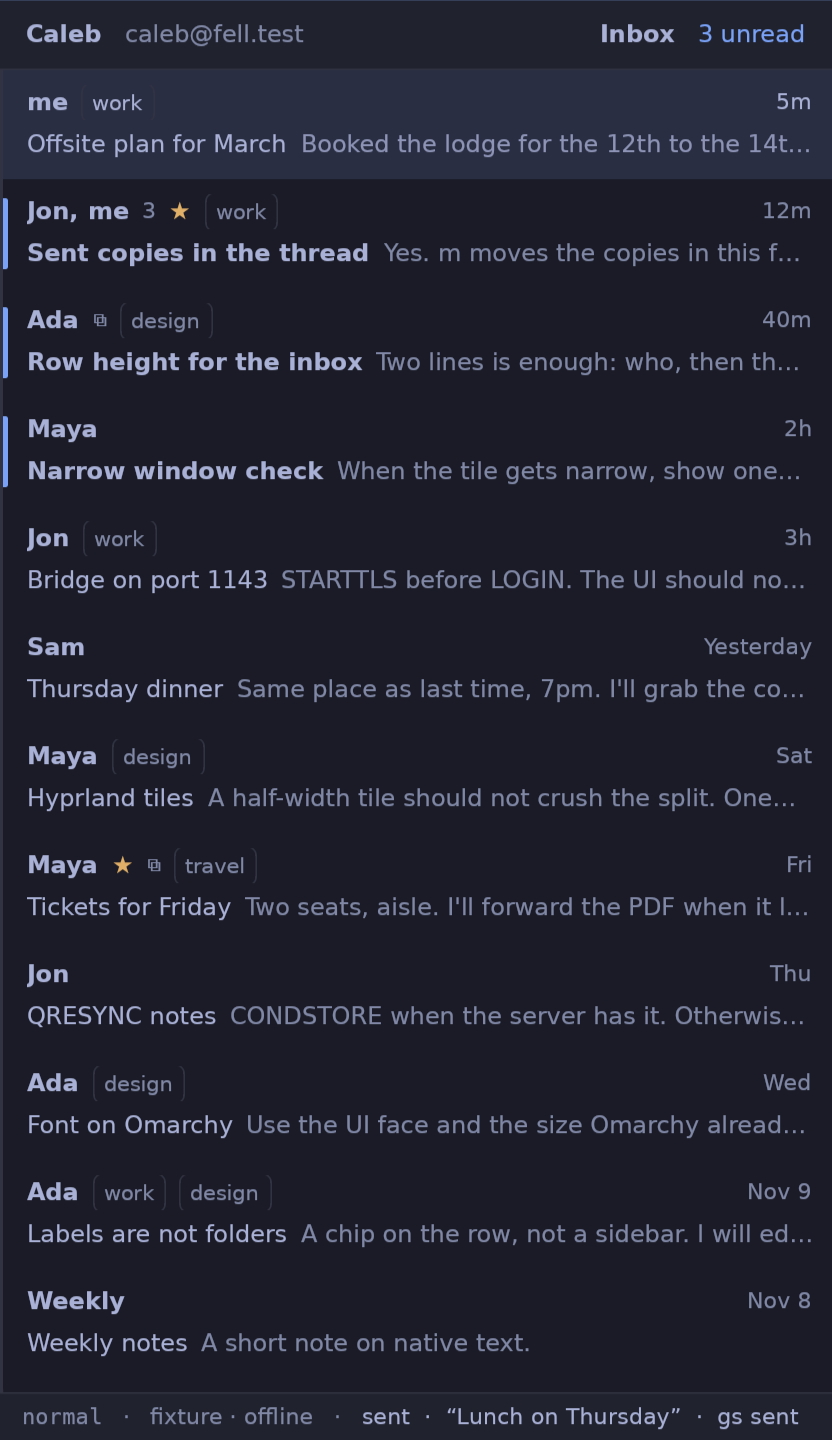 Caleb caleb@fell.test Inbox 3 unread
me work 5m
Offsite plan for March Booked the lodge for the 12th to the 14t…
Jon, me 3 ★ work 12m
Sent copies in the thread Yes. m moves the copies in this f…
Ada design 40m
Row height for the inbox Two lines is enough: who, then th…
Maya 2h
Narrow window check When the tile gets narrow, show one…
Jon work 3h
Bridge on port 1143 STARTTLS before LOGIN. The UI should no…
Sam Yesterday
Thursday dinner Same place as last time, 7pm. I'll grab the co…
Maya design Sat
Hyprland tiles A half-width tile should not crush the split. One…
Maya ★ travel Fri
Tickets for Friday Two seats, aisle. I'll forward the PDF when it l…
Jon Thu
QRESYNC notes CONDSTORE when the server has it. Otherwis…
Ada design Wed
Font on Omarchy Use the UI face and the size Omarchy alread…
Ada work design Nov 9
Labels are not folders A chip on the row, not a sidebar. I will ed…
Weekly Nov 8
Weekly notes A short note on native text.
normal · fixture · offline · sent · “Lunch on Thursday” · gs sent